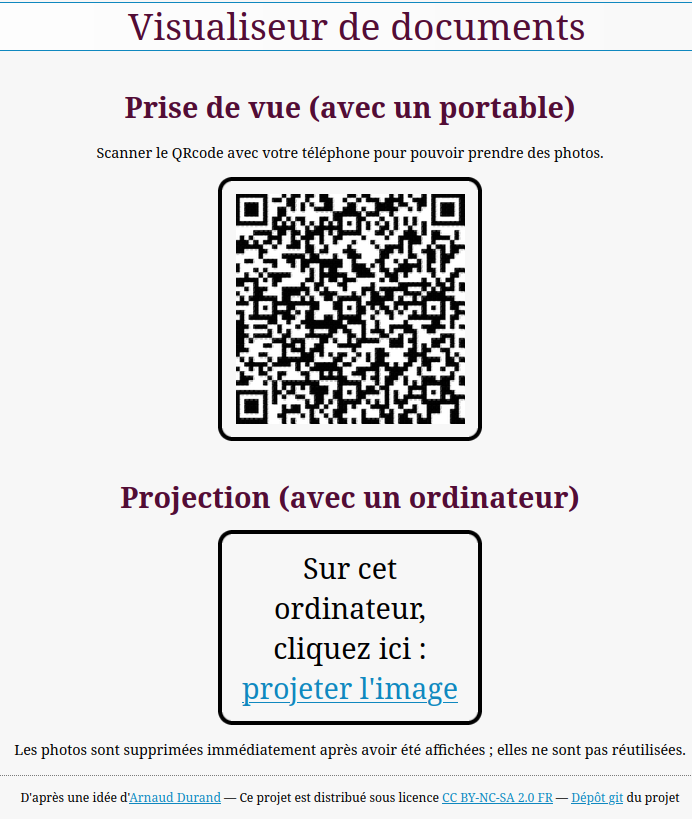 Visualiseur de documents
Prise de vue (avec un portable)
Scanner le QRcode avec votre téléphone pour pouvoir prendre des photos.
Projection (avec un ordinateur)
Sur cet
ordinateur,
cliquez ici :
projeter l'image
Les photos sont supprimées immédiatement après avoir été affichées ; elles ne sont pas réutilisées.
D'après une idée d'Arnaud Durand — Ce projet est distribué sous licence CC BY-NC-SA 2.0 FR — Dépôt git du projet